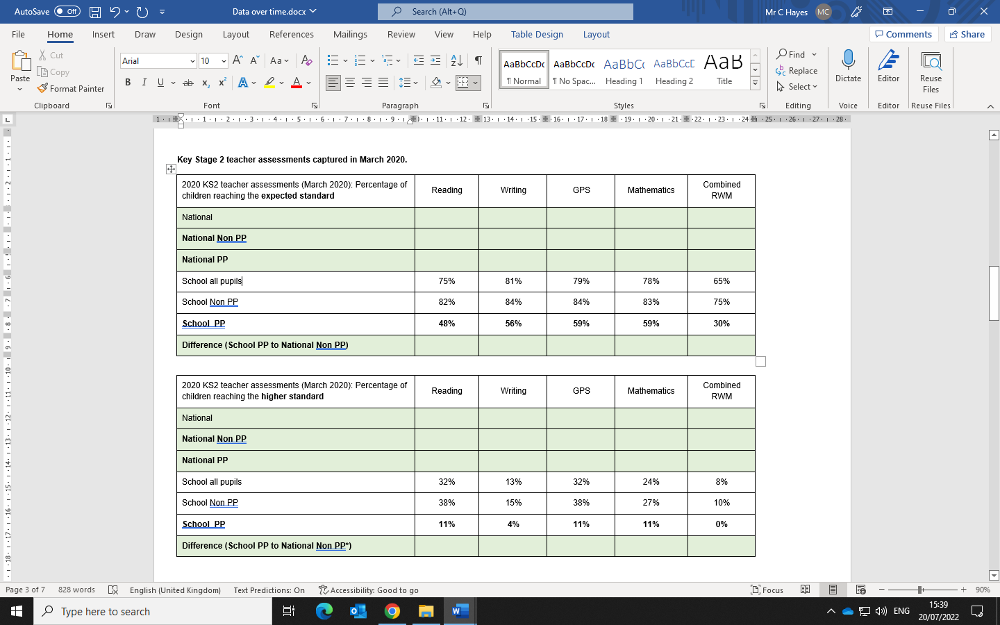 AutoSave Off Data over time.docx Search (Alt+Q) Mr C Hayes MC
File Home Insert Draw Design Layout References Mailings Review View Help Table Design Layout Comments Share
Paste Cut Copy Format Painter
Arial 10
AaBbCcDc AaBbCcDc AaBbCc AaBbCcE AaB
¶ Normal ¶ No Spac... Heading 1 Heading 2 Title
Find Replace Select
Dictate Editor Reuse Files
Clipboard Font Paragraph Styles Editing Voice Editor Reuse Files
Key Stage 2 teacher assessments captured in March 2020.
2020 KS2 teacher assessments (March 2020): Percentage of children reaching the expected standard Reading Writing GPS Mathematics Combined RWM
National
National Non PP
National PP
School all pupils 75% 81% 79% 78% 65%
School Non PP 82% 84% 84% 83% 75%
School PP 48% 56% 59% 59% 30%
Difference (School PP to National Non PP)
2020 KS2 teacher assessments (March 2020): Percentage of children reaching the higher standard Reading Writing GPS Mathematics Combined RWM
National
National Non PP
National PP
School all pupils 32% 13% 32% 24% 8%
School Non PP 38% 15% 38% 27% 10%
School PP 11% 4% 11% 11% 0%
Difference (School PP to National Non PP*)
Page 3 of 7 828 words English (United Kingdom) Text Predictions: On Accessibility: Good to go Focus 90%
Type here to search ENG 15:39
20/07/2022